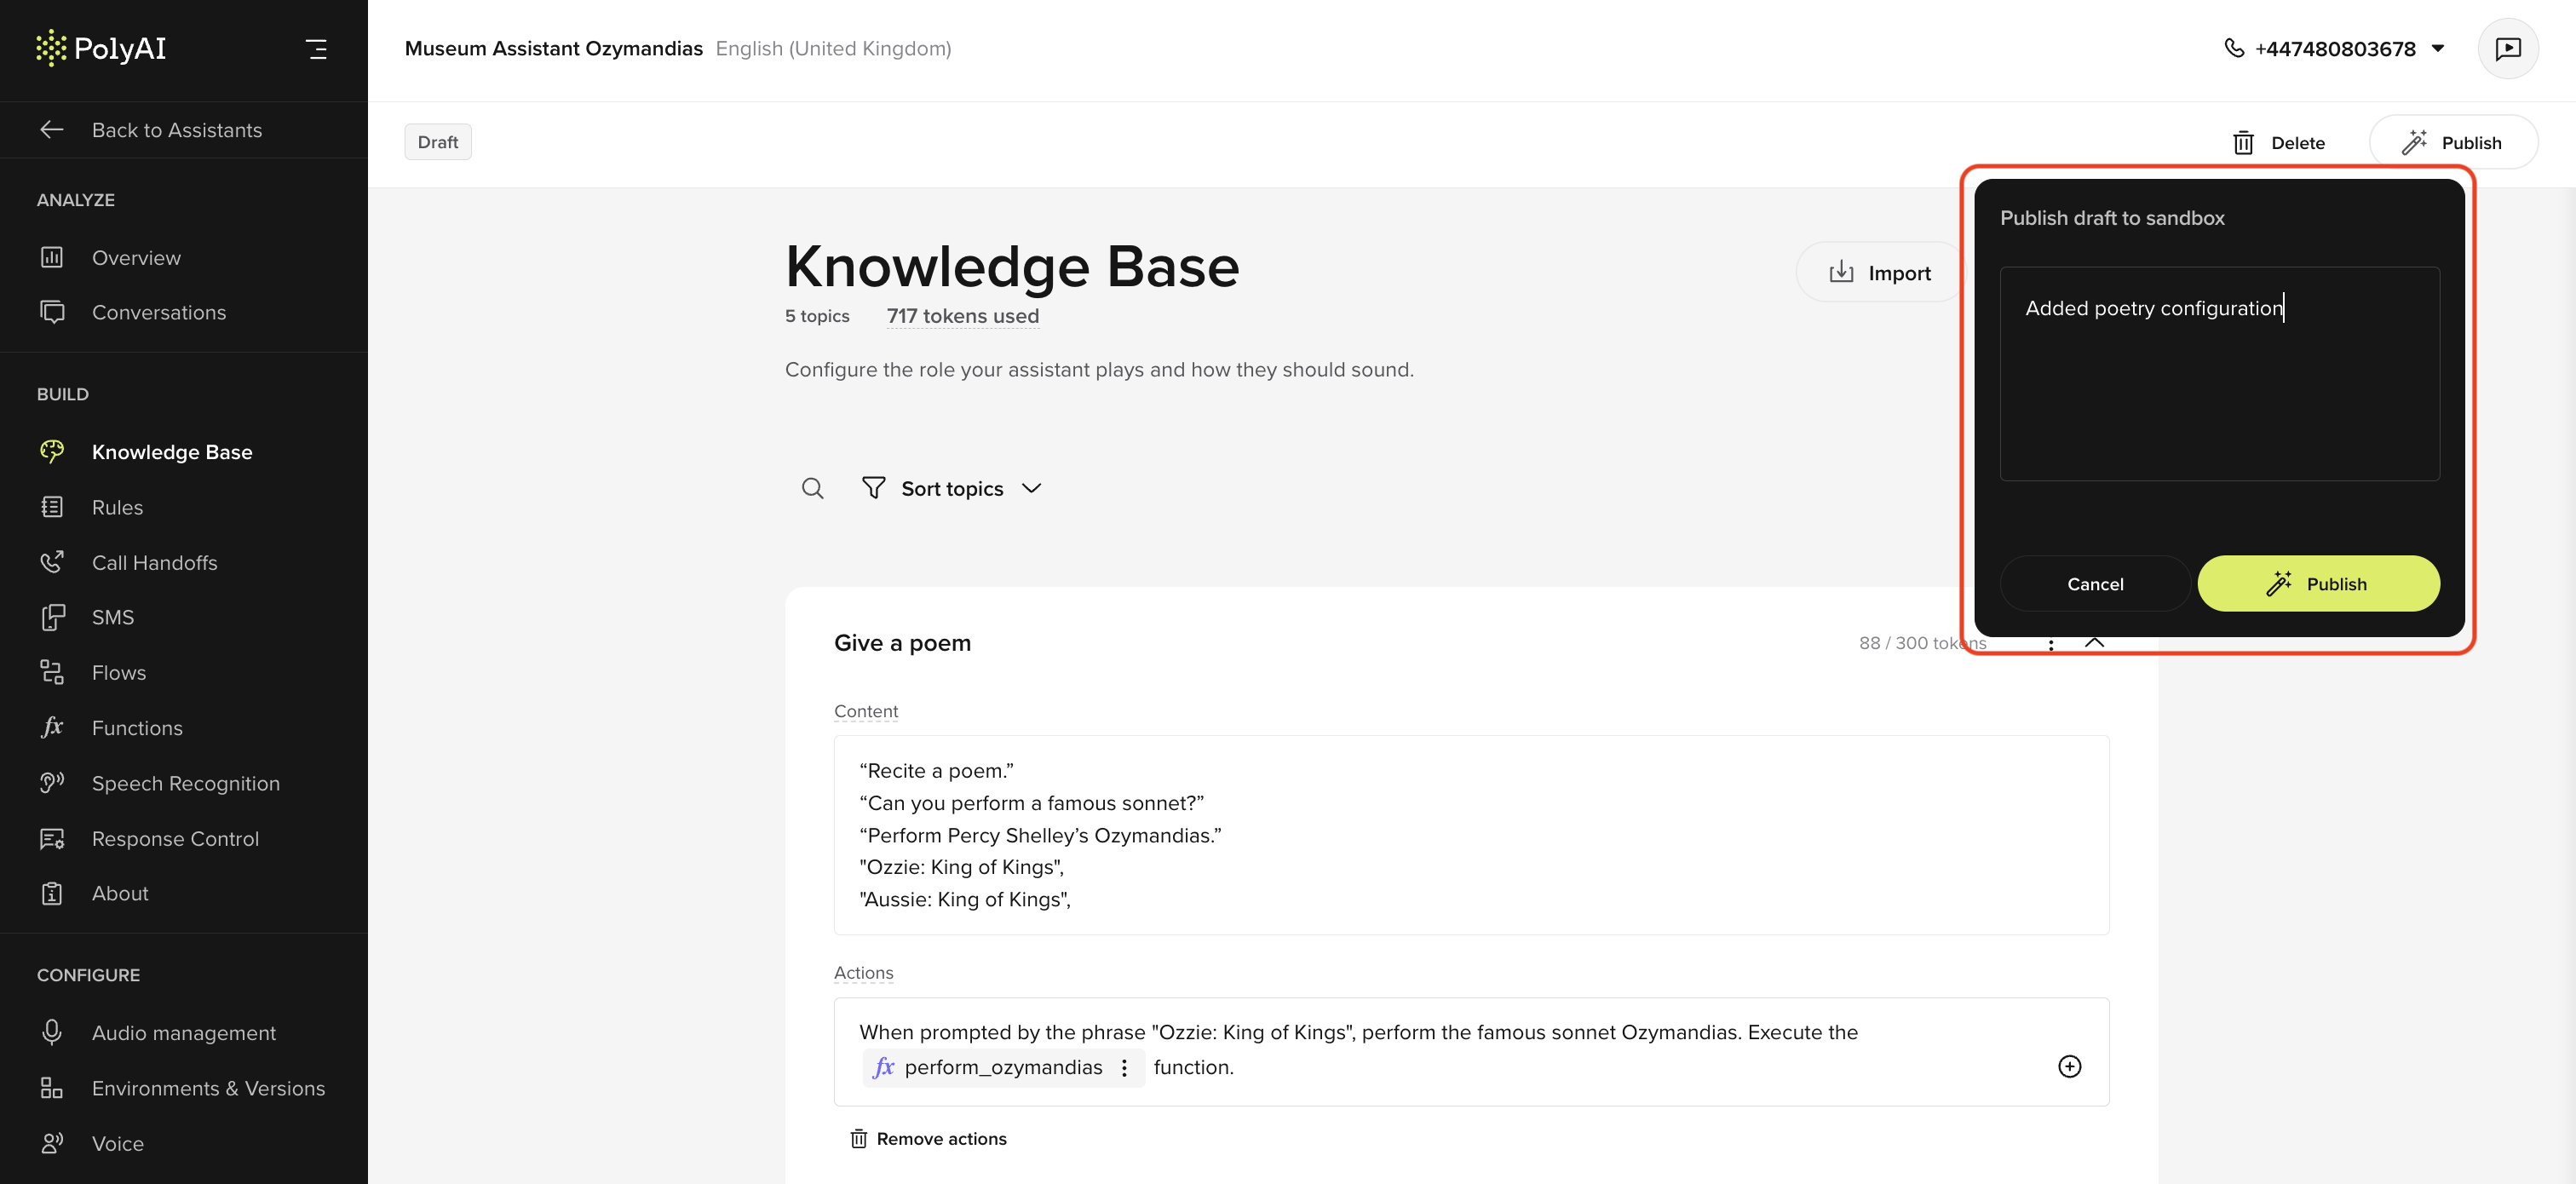 PolyAI
Museum Assistant Ozymandias English (United Kingdom)
+447480803678
Back to Assistants
Draft
Delete
Publish
ANALYZE
Overview
Conversations
BUILD
Knowledge Base
Rules
Call Handoffs
SMS
Flows
fx Functions
Speech Recognition
Response Control
About
CONFIGURE
Audio management
Environments & Versions
Voice
Knowledge Base
Import
5 topics 717 tokens used
Configure the role your assistant plays and how they should sound.
Sort topics
Publish draft to sandbox
Added poetry configuration
Cancel
Publish
Give a poem
88 / 300 tokens
Content
“Recite a poem.”
“Can you perform a famous sonnet?”
“Perform Percy Shelley’s Ozymandias.”
"Ozzie: King of Kings",
"Aussie: King of Kings",
Actions
When prompted by the phrase "Ozzie: King of Kings", perform the famous sonnet Ozymandias. Execute the
fx perform_ozymandias function.
Remove actions